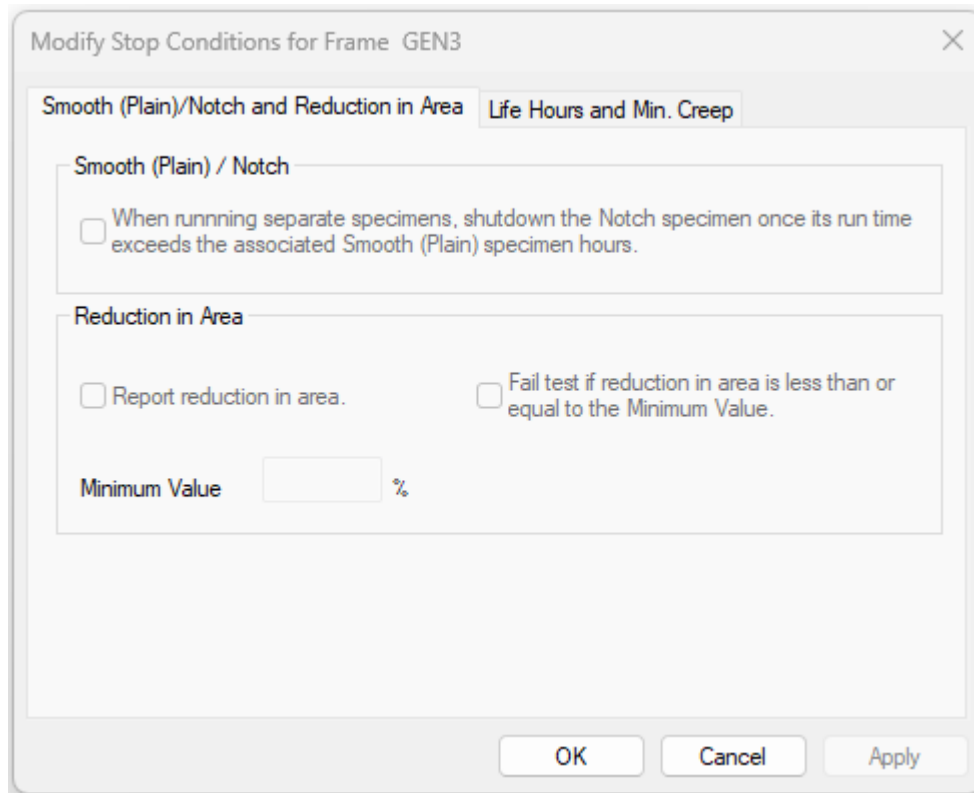 Modify Stop Conditions for Frame  GEN3
Smooth (Plain)/Notch and Reduction in Area
Life Hours and Min. Creep
Smooth (Plain) / Notch
When runnning separate specimens, shutdown the Notch specimen once its run time
exceeds the associated Smooth (Plain) specimen hours.
Reduction in Area
Report reduction in area.
Fail test if reduction in area is less than or
equal to the Minimum Value.
Minimum Value
%
OK
Cancel
Apply